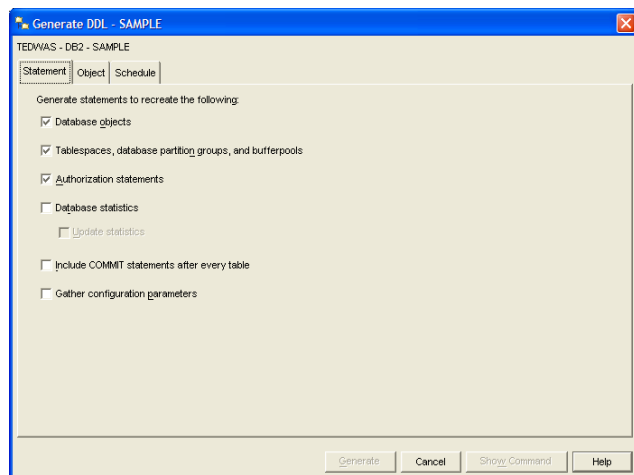 Generate DDL - SAMPLE
TEDWAS - DB2 - SAMPLE
Statement Object Schedule
Generate statements to recreate the following:
Database objects
Tablespaces, database partition groups, and bufferpools
Authorization statements
Database statistics
Update statistics
Include COMMIT statements after every table
Gather configuration parameters
Generate Cancel Show Command Help